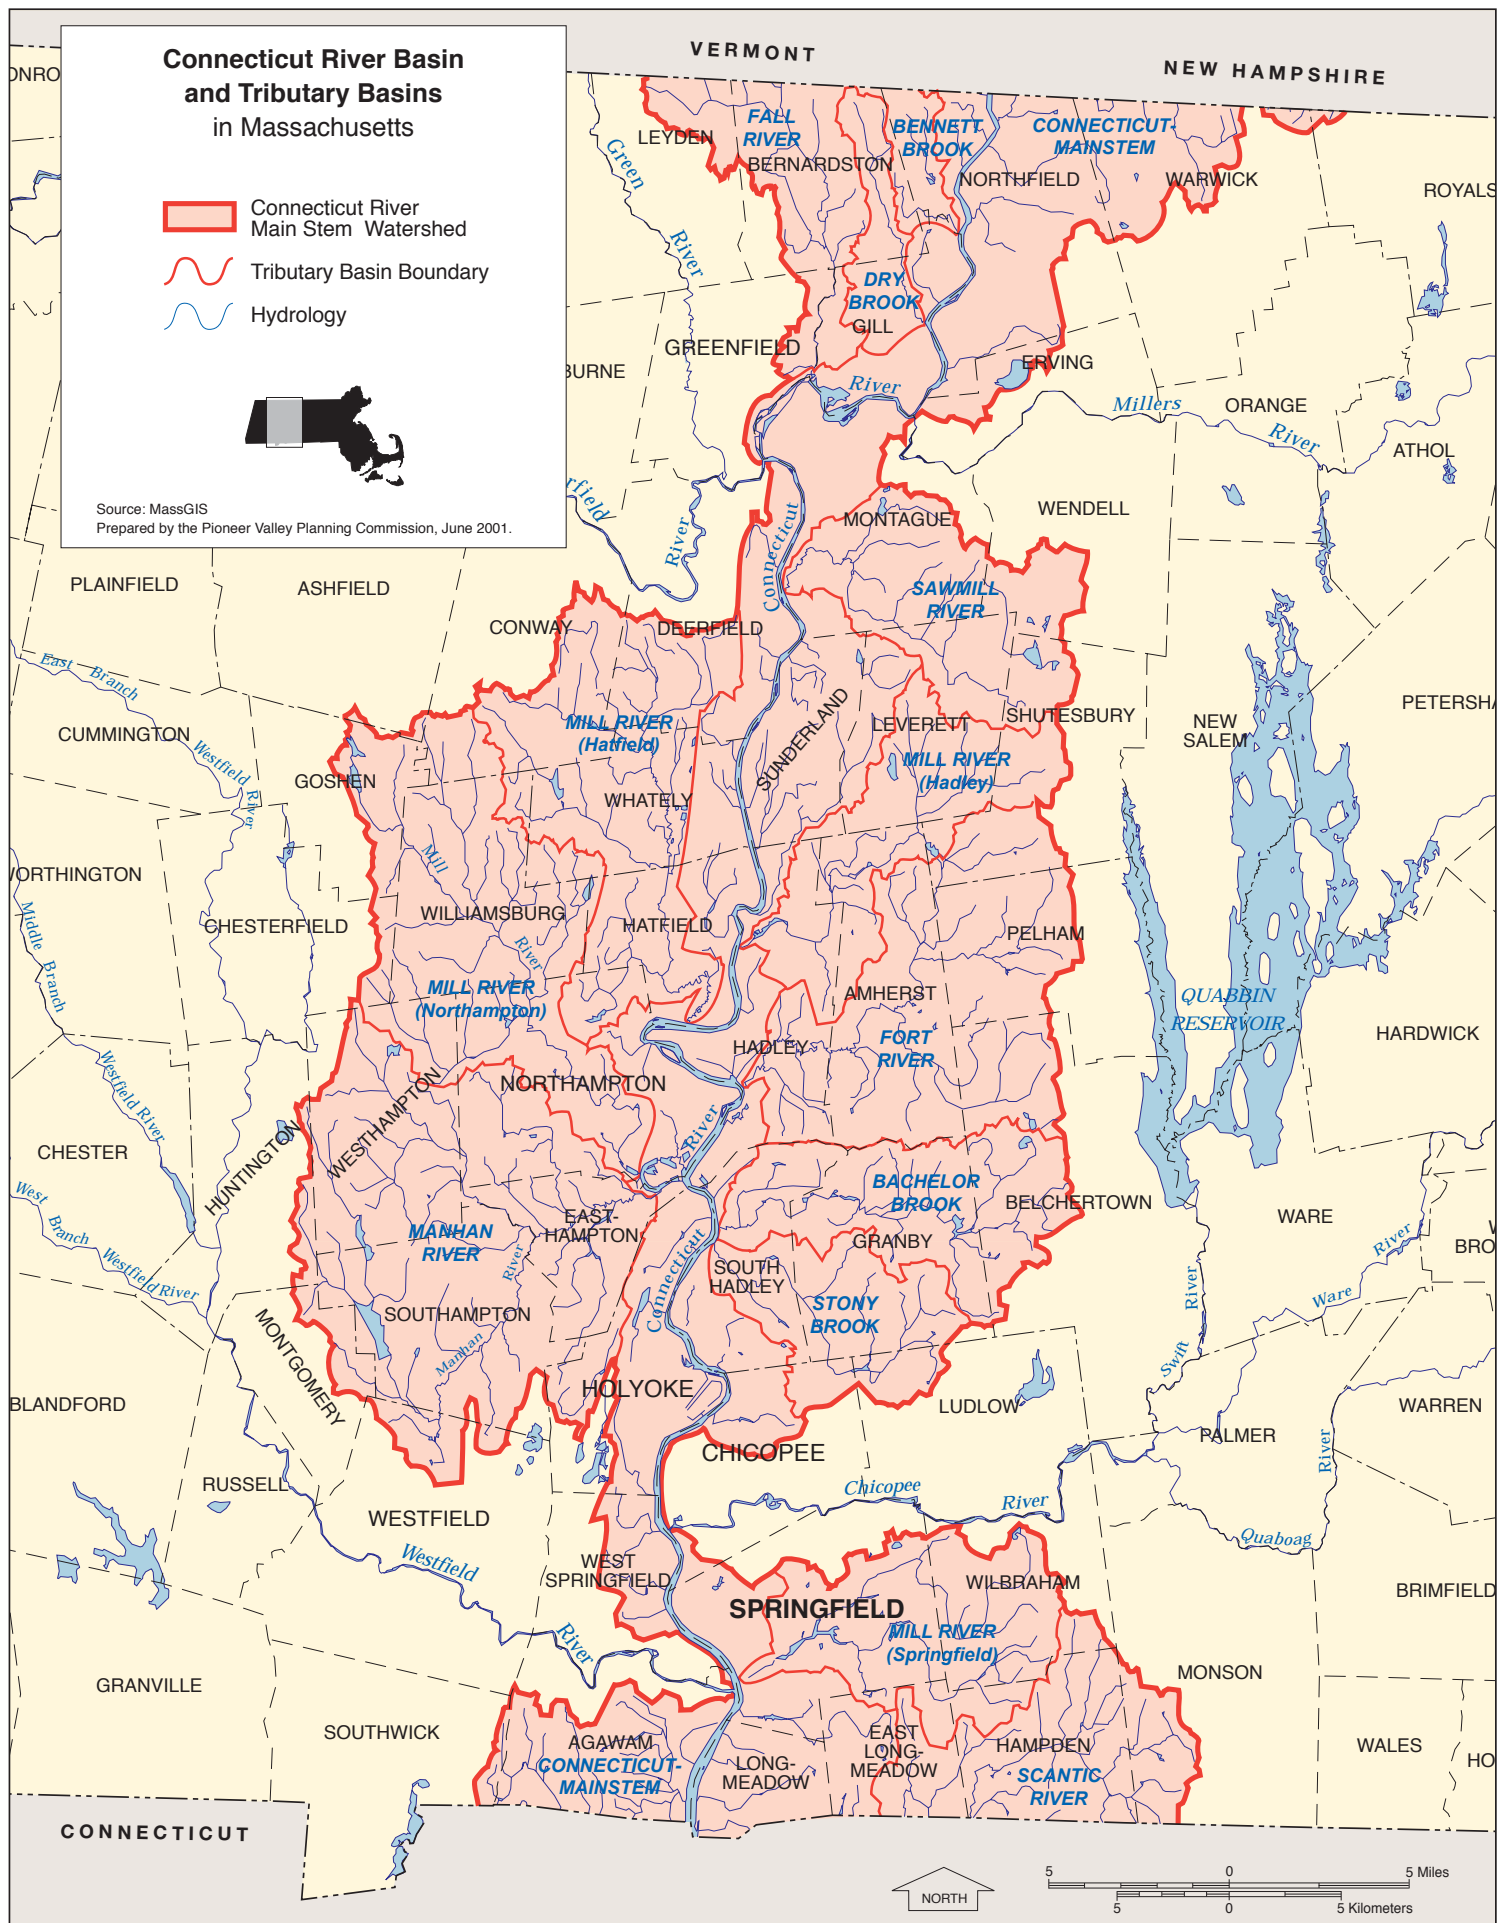 VERMONT
NEW HAMPSHIRE
Connecticut River Basin
and Tributary Basins
in Massachusetts
Connecticut River
Main Stem Watershed
Tributary Basin Boundary
Hydrology
Source: MassGIS
Prepared by the Pioneer Valley Planning Commission, June 2001.
ONRO
LEYDEN
FALL
RIVER
BERNARDSTON
BENNETT
BROOK
CONNECTICUT-
MAINSTEM
NORTHFIELD
WARWICK
ROYALS
Green
River
DRY
BROOK
GILL
GREENFIELD
BURNE
ERVING
River
Millers
River
ORANGE
ATHOL
rfield
River
Connecticut
MONTAGUE
WENDELL
PLAINFIELD
ASHFIELD
SAWMILL
RIVER
CONWAY
DEERFIELD
East Branch
Westfield
River
CUMMINGTON
MILL RIVER
(Hatfield)
SUNDERLAND
LEVERETT
SHUTESBURY
NEW
SALEM
PETERSHA
GOSHEN
MILL RIVER
(Hadley)
WHATELY
Mill
River
WORTHINGTON
WILLIAMSBURG
CHESTERFIELD
HATFIELD
PELHAM
Middle Branch
Westfield River
MILL RIVER
(Northampton)
AMHERST
QUABBIN
RESERVOIR
HARDWICK
FORT
RIVER
HADLEY
NORTHAMPTON
WESTHAMPTON
HUNTINGTON
River
CHESTER
West
Branch
Westfield River
BACHELOR
BROOK
BELCHERTOWN
WARE
W
BRO
MANHAN
RIVER
EAST-
HAMPTON
River
GRANBY
Connecticut
SOUTH
HADLEY
River
River
Ware
STONY
BROOK
SOUTHAMPTON
Manhan
MONTGOMERY
Swift
HOLYOKE
BLANDFORD
LUDLOW
WARREN
PALMER
River
CHICOPEE
RUSSELL
Chicopee
River
WESTFIELD
Quaboag
Westfield
River
WEST
SPRINGFIELD
WILBRAHAM
BRIMFIELD
SPRINGFIELD
MILL RIVER
(Springfield)
MONSON
GRANVILLE
SOUTHWICK
AGAWAM
CONNECTICUT-
MAINSTEM
LONG-
MEADOW
EAST
LONG-
MEADOW
HAMPDEN
SCANTIC
RIVER
WALES
HO
CONNECTICUT
NORTH
5 0 5 Miles
5 0 5 Kilometers